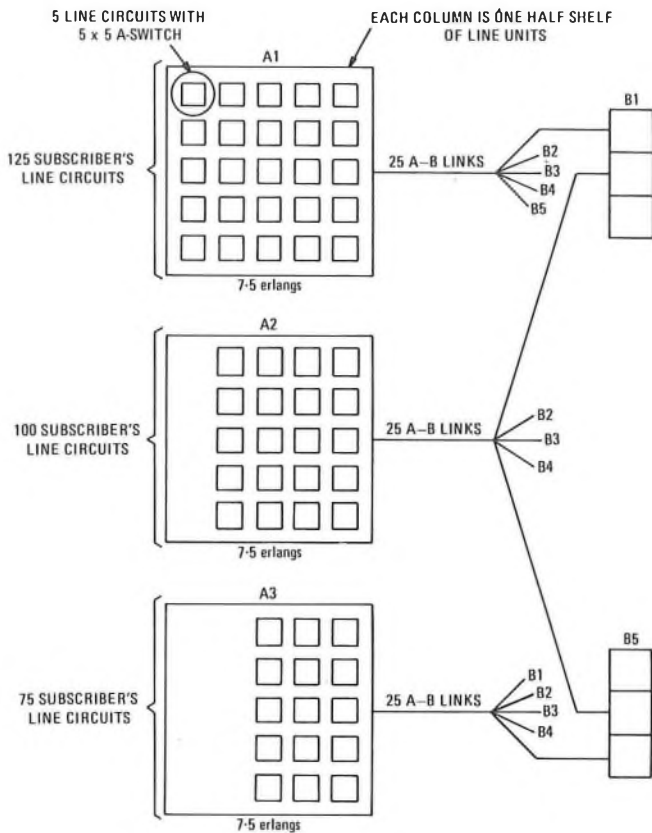 5 LINE CIRCUITS WITH
5 x 5 A-SWITCH
EACH COLUMN IS ONE HALF SHELF
OF LINE UNITS
A1
B1
125 SUBSCRIBER'S
LINE CIRCUITS
25 A–B LINKS
B2
B3
B4
B5
7·5 erlangs
A2
100 SUBSCRIBER'S
LINE CIRCUITS
25 A–B LINKS
B2
B3
B4
7·5 erlangs
A3
B5
75 SUBSCRIBER'S
LINE CIRCUITS
25 A–B LINKS
B1
B2
B3
B4
7·5 erlangs